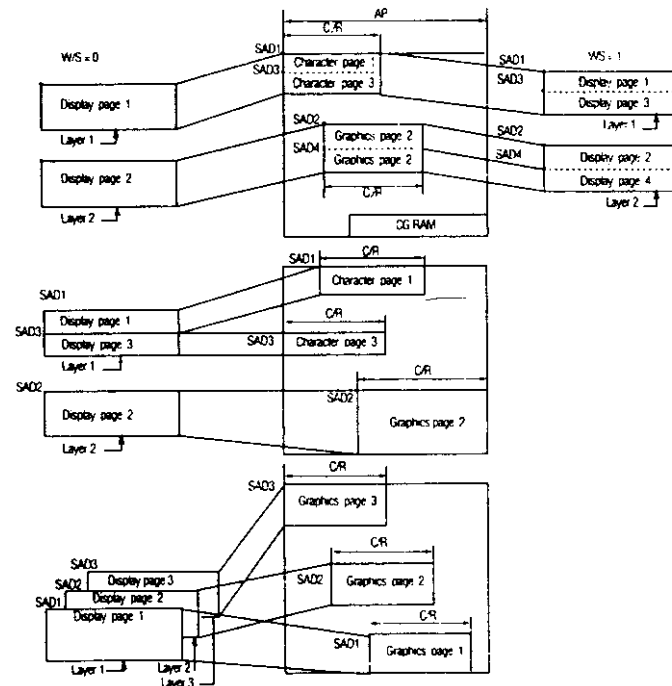 AP
C/R
W/S = 0
SAD1
SAD1
WS = 1
SAD3
Character page 1
SAD3
Display page 1
Display page 1
Character page 3
Display page 3
Layer 1
SAD2
Layer 1
Graphics page 2
SAD2
SAD4
SAD4
Display page 2
Graphics page 2
Display page 2
Display page 4
C/R
Layer 2
Layer 2
CG RAM
SAD1
C/R
Character page 1
SAD1
Display page 1
C/R
SAD3
Display page 3
SAD3
Character page 3
Layer 1
C/R
SAD2
SAD2
Display page 2
Graphics page 2
Layer 2
C/R
SAD3
Graphics page 3
C/R
SAD3
Display page 3
SAD2
SAD2
Display page 2
Graphics page 2
SAD1
Display page 1
C/R
SAD1
Graphics page 1
Layer 1
Layer 2
Layer 3